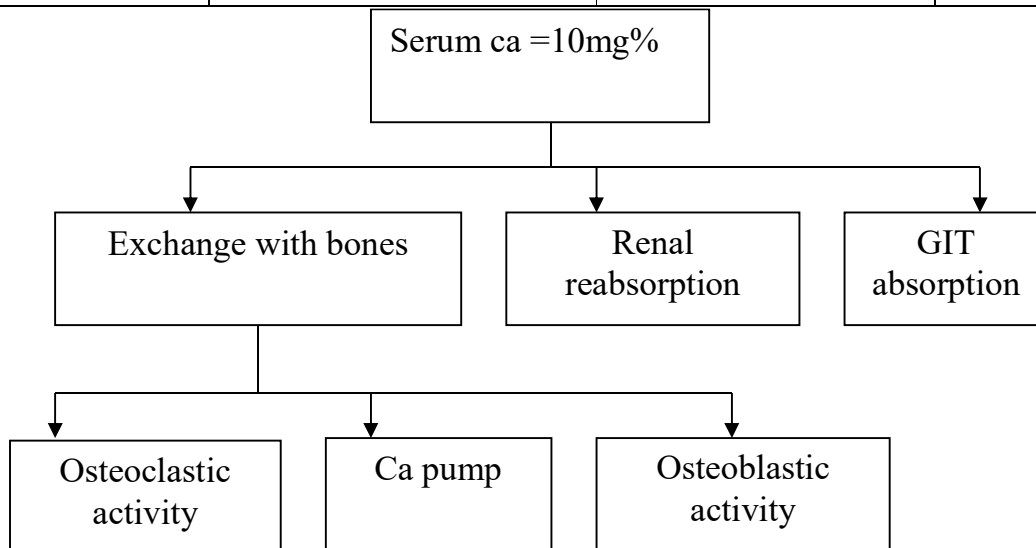 Serum ca =10mg%
Exchange with bones
Renal
reabsorption
GIT
absorption
Osteoclastic
activity
Ca pump
Osteoblastic
activity